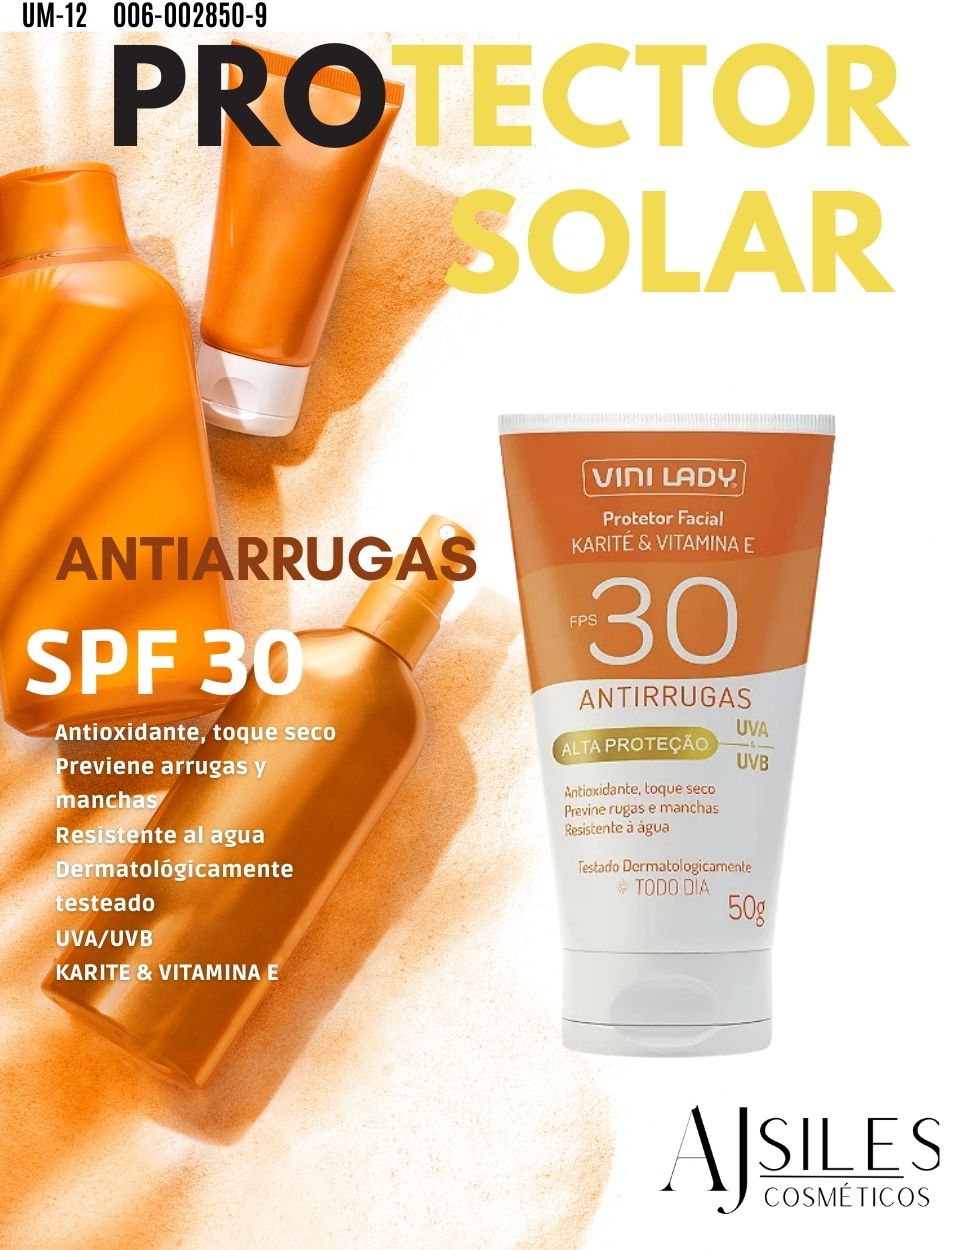 UM-12 006-002850-9
PROTECTOR
SOLAR
ANTIARRUGAS
SPF 30
Antioxidante, toque seco
Previene arrugas y
manchas
Resistente al agua
Dermatológicamente
testeado
UVA/UVB
KARITE & VITAMINA E
VINI LADY
Protetor Facial
KARITÉ & VITAMINA E
FPS 30
ANTIRRUGAS
ALTA PROTEÇÃO
UVA
&
UVB
Antioxidante, toque seco
Previne rugas e manchas
Resistente à água
Testado Dermatologicamente
TODO DIA
50g
AJSILES
COSMÉTICOS